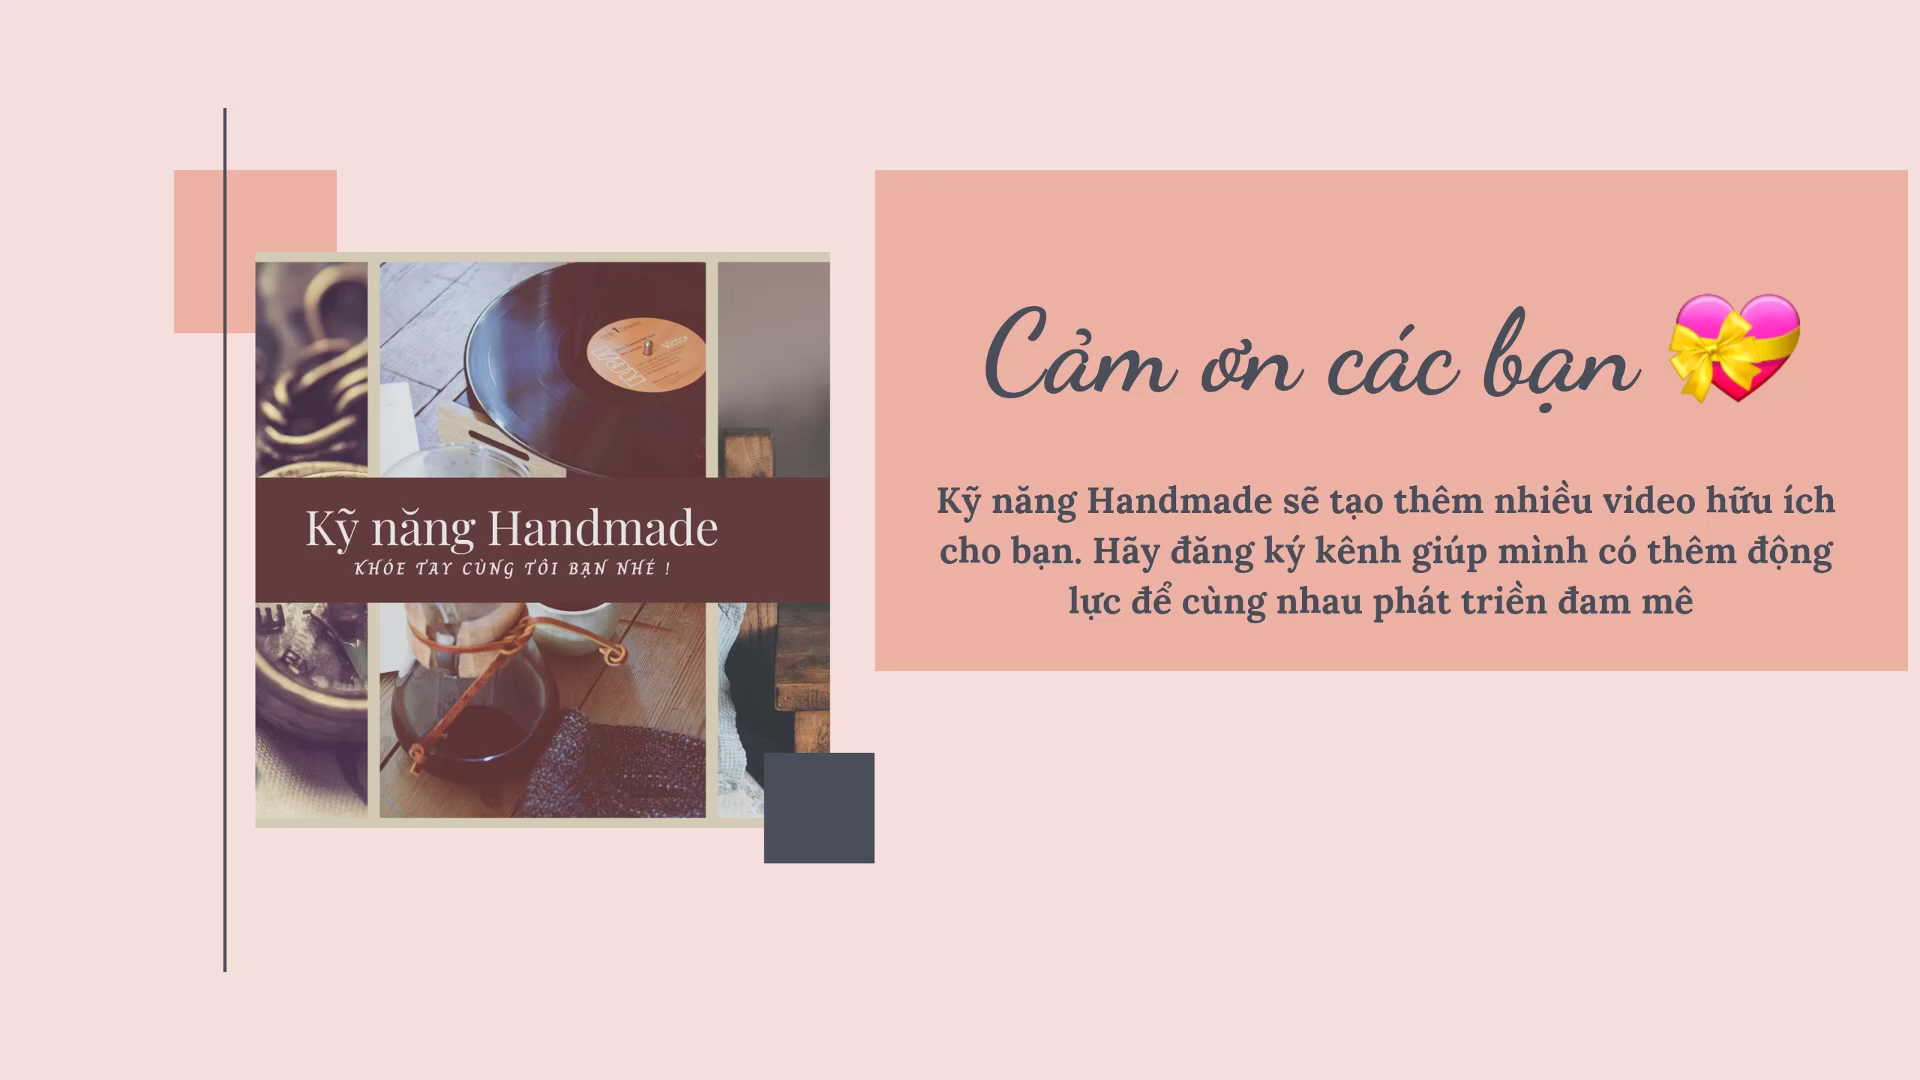 Kỹ năng Handmade
KHÓE TAY CÙNG TÔI BẠN NHÉ !
Cảm ơn các bạn 💝
Kỹ năng Handmade sẽ tạo thêm nhiều video hữu ích
cho bạn. Hãy đăng ký kênh giúp mình có thêm động
lực để cùng nhau phát triền đam mê